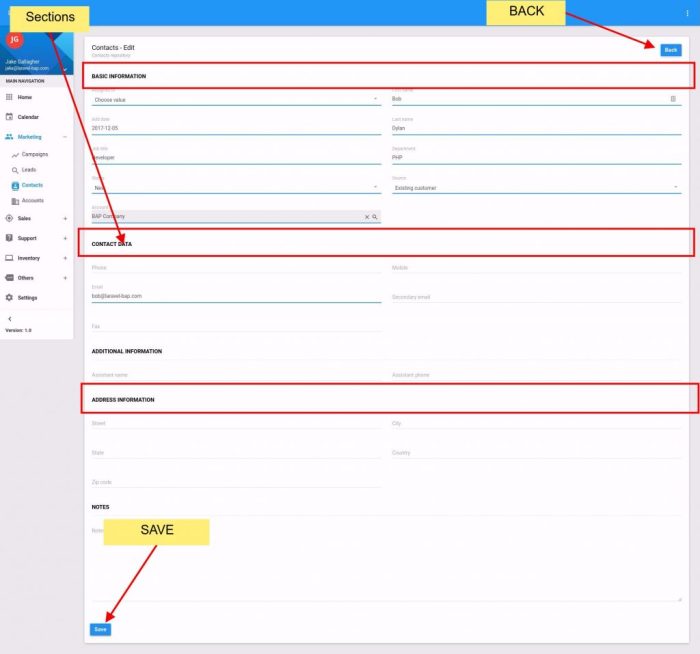 Sections
BACK
JG
Jake Gallagher
jake@laravel-bap.com
MAIN NAVIGATION
Home
Calendar
Marketing
Campaigns
Leads
Contacts
Accounts
Sales
Support
Inventory
Others
Settings
Version: 1.0
Contacts - Edit
Back
BASIC INFORMATION
Choose value
Bob
Add date
Last name
2017-12-05
Dylan
Department
developer
PHP
Source
Existing customer
BAP Company
CONTACT DATA
Phone
Mobile
Email
bob@laravel-bap.com
Secondary email
Fax
ADDITIONAL INFORMATION
Assistant name
Assistant phone
ADDRESS INFORMATION
Street
City
State
Country
Zip code
NOTES
SAVE
Save